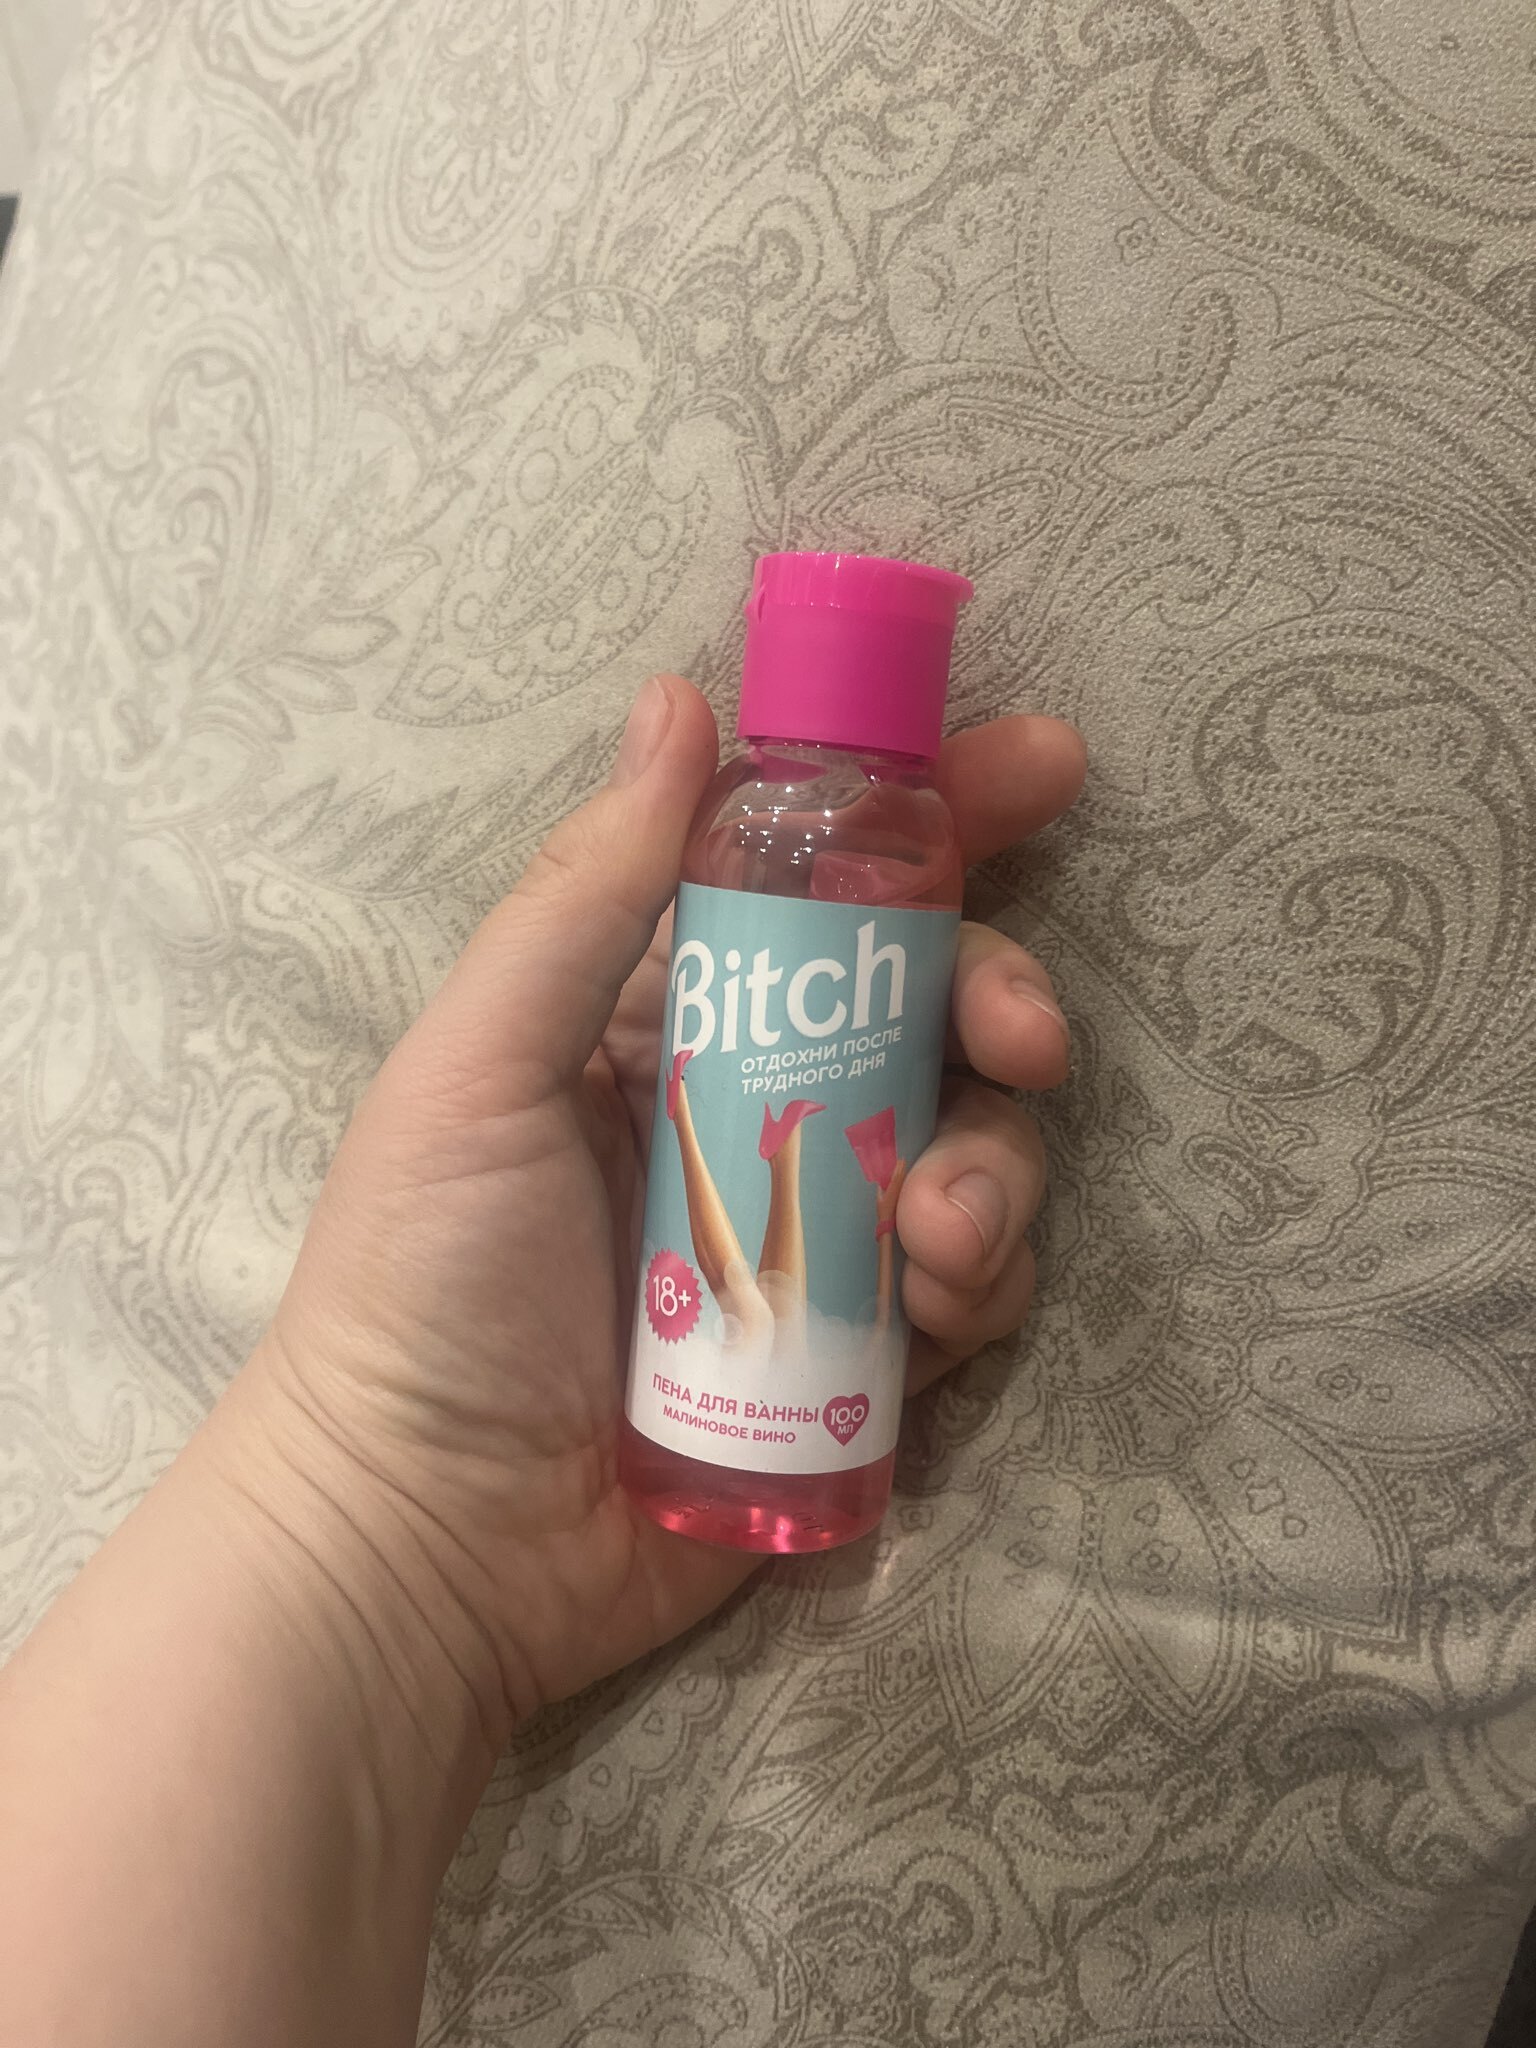 Bitch
ОТДОХНИ ПОСЛЕ
ТРУДНОГО ДНЯ
18+
ПЕНА ДЛЯ ВАННЫ
МАЛИНОВОЕ ВИНО
100
МЛ